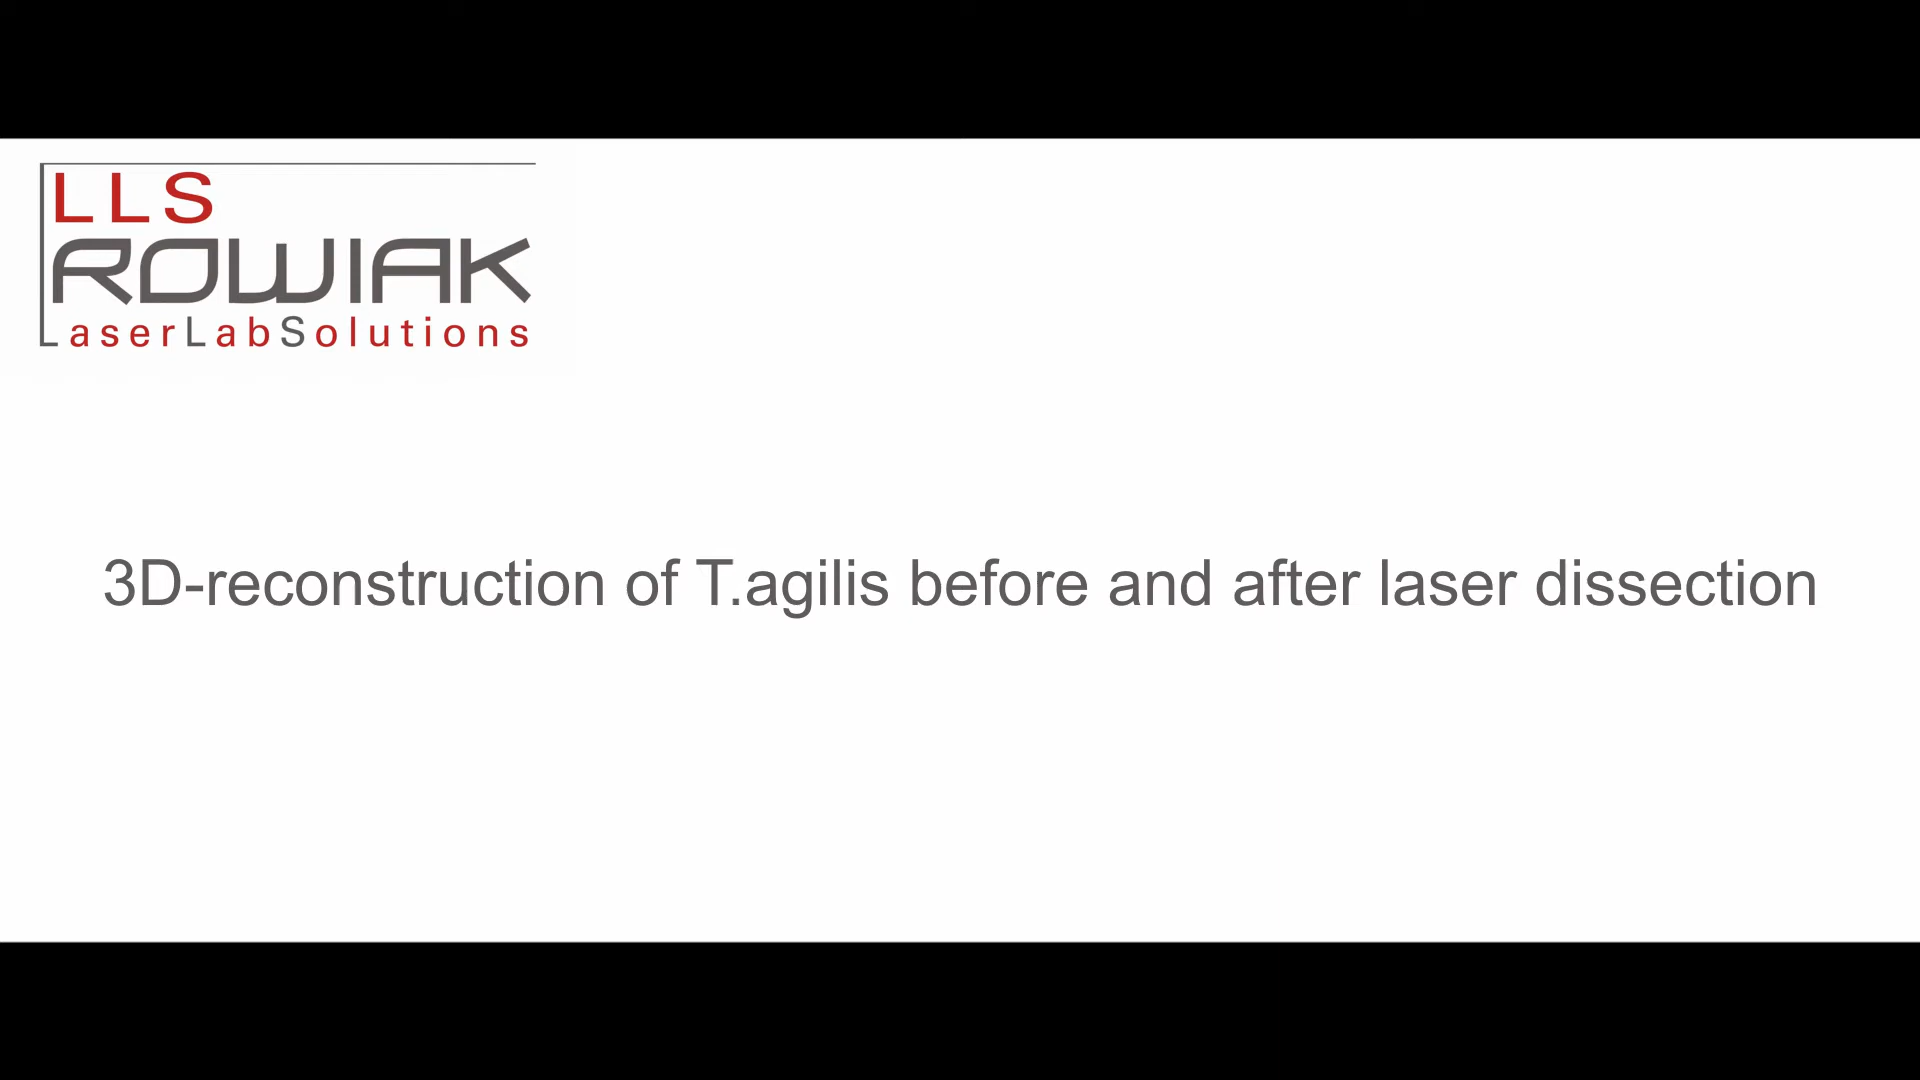 LLS
ROWIAK
LaserLabSolutions
3D-reconstruction of T.agilis before and after laser dissection